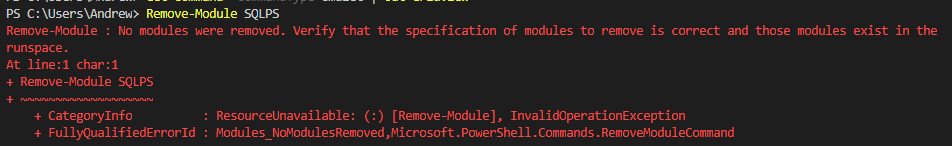 PS C:\Users\Andrew> Remove-Module SQLPS
Remove-Module : No modules were removed. Verify that the specification of modules to remove is correct and those modules exist in the
runspace.
At line:1 char:1
+ Remove-Module SQLPS
+ ~~~~~~~~~~~~~~~~~~~
    + CategoryInfo          : ResourceUnavailable: (:) [Remove-Module], InvalidOperationException
    + FullyQualifiedErrorId : Modules_NoModulesRemoved,Microsoft.PowerShell.Commands.RemoveModuleCommand